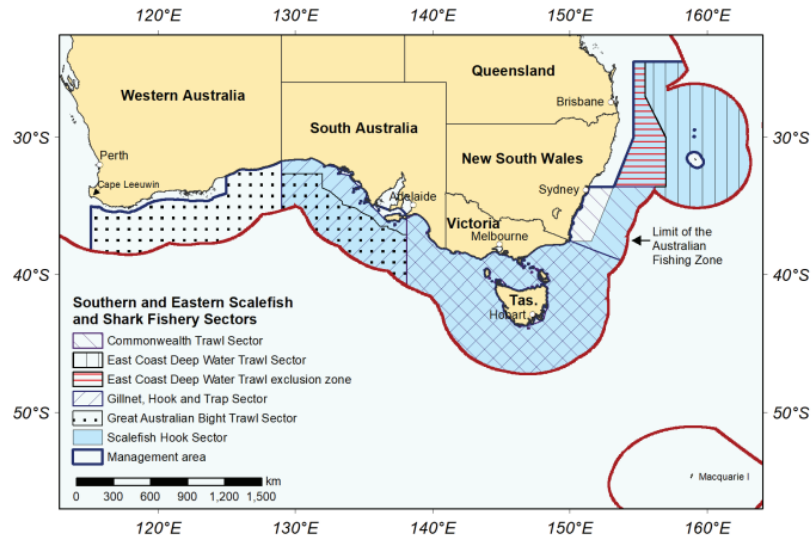 120°E 130°E 140°E 150°E 160°E
Queensland
Western Australia
Brisbane
South Australia
30°S 30°S
Perth
New South Wales
Cape Leeuwin
Adelaide
Sydney
Victoria
Melbourne
Limit of the
Australian
Fishing Zone
40°S 40°S
Tas.
Hobart
Southern and Eastern Scalefish
and Shark Fishery Sectors
Commonwealth Trawl Sector
East Coast Deep Water Trawl Sector
East Coast Deep Water Trawl exclusion zone
Gillnet, Hook and Trap Sector
Great Australian Bight Trawl Sector
Scalefish Hook Sector
Management area
50°S 50°S
km
0 300 600 900 1,200 1,500
Macquarie I
120°E 130°E 140°E 150°E 160°E